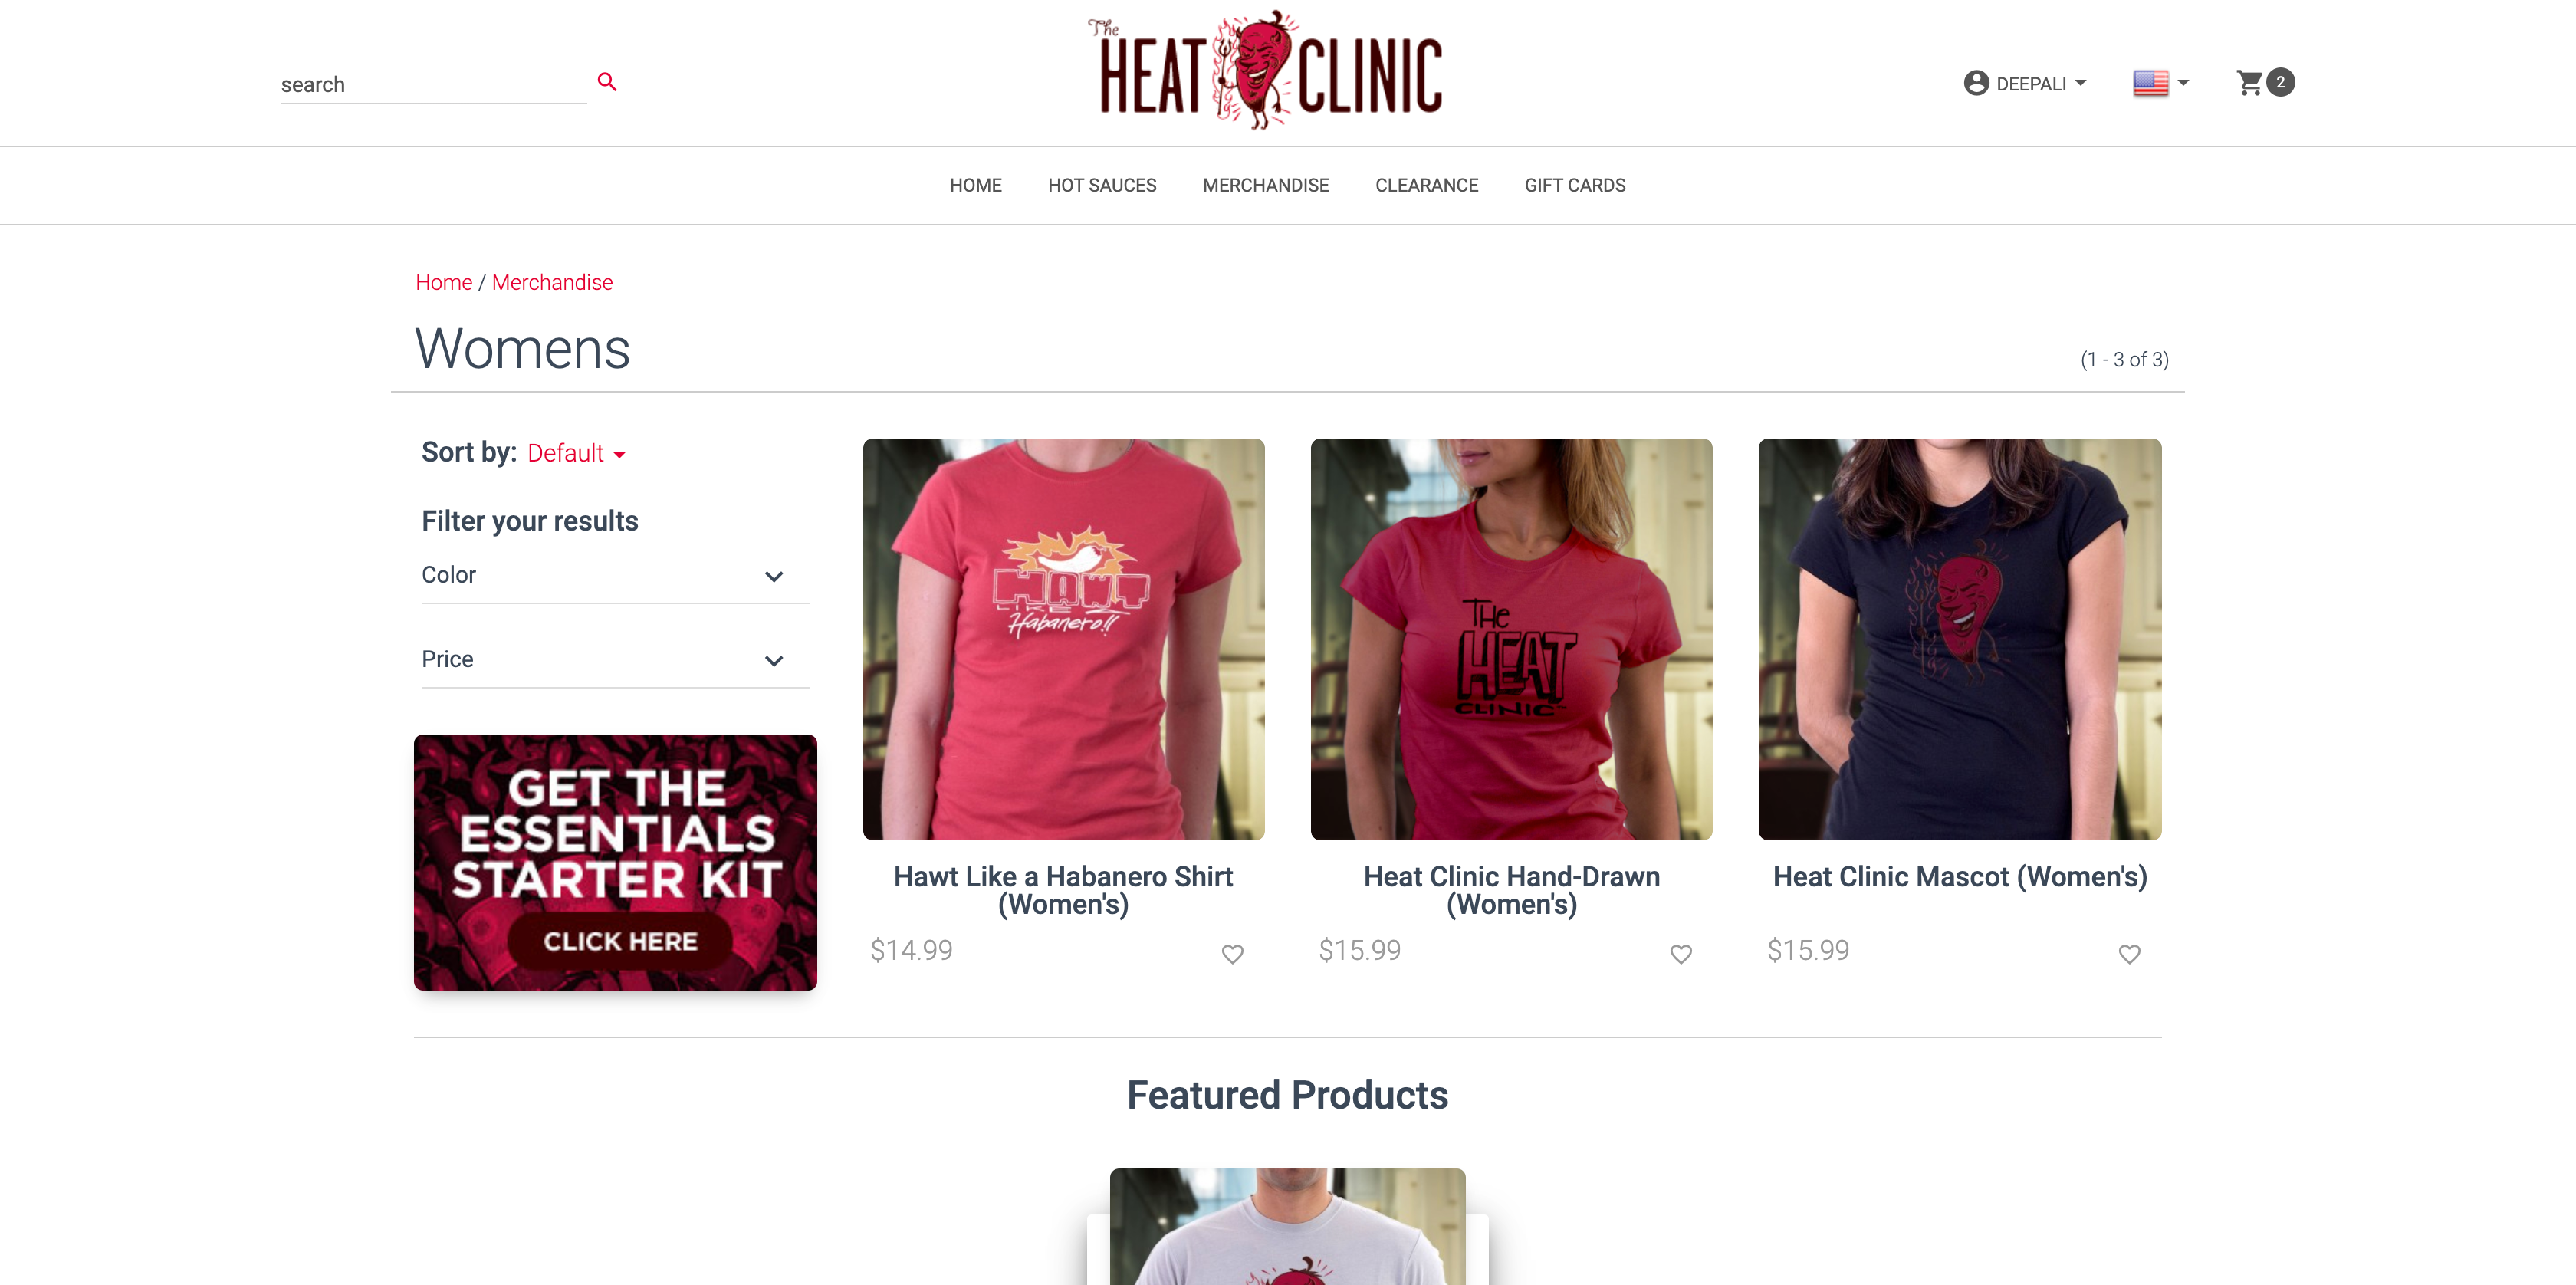 search
The
HEAT CLINIC
DEEPALI
2
HOME HOT SAUCES MERCHANDISE CLEARANCE GIFT CARDS
Home / Merchandise
Womens
(1 - 3 of 3)
Sort by: Default
Filter your results
Color
Price
GET THE
ESSENTIALS
STARTER KIT
CLICK HERE
HAWT
LIKE A
Habanero!!
Hawt Like a Habanero Shirt
(Women's)
$14.99
THE
HEAT
CLINIC
Heat Clinic Hand-Drawn
(Women's)
$15.99
Heat Clinic Mascot (Women's)
$15.99
Featured Products